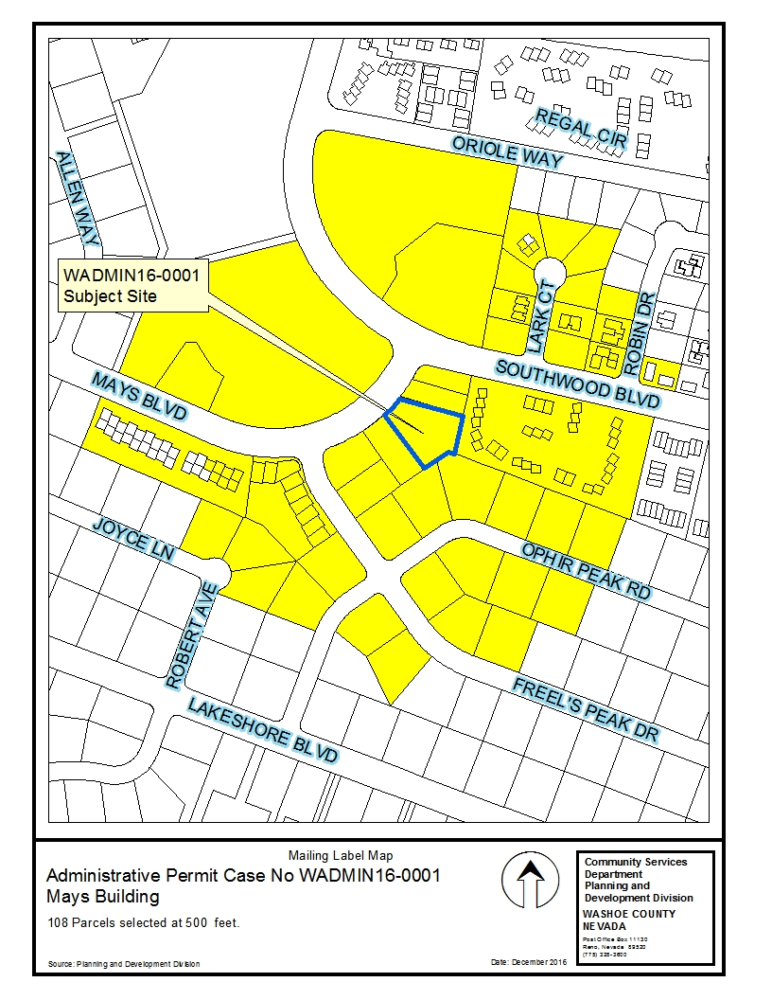 REGAL CIR
ORIOLE WAY
ALLEN WAY
WADMIN16-0001
Subject Site
LARK CT
ROBIN DR
SOUTHWOOD BLVD
MAYS BLVD
JOYCE LN
OPHIR PEAK RD
ROBERT AVE
FREEL'S PEAK DR
LAKESHORE BLVD
Mailing Label Map
Administrative Permit Case No WADMIN16-0001
Mays Building
108 Parcels selected at 500 feet.
Source: Planning and Development Division
Date: December 2016
Community Services
Department
Planning and
Development Division
WASHOE COUNTY
NEVADA
Post Office Box 11130
Reno, Nevada 89520
(775) 328-3600